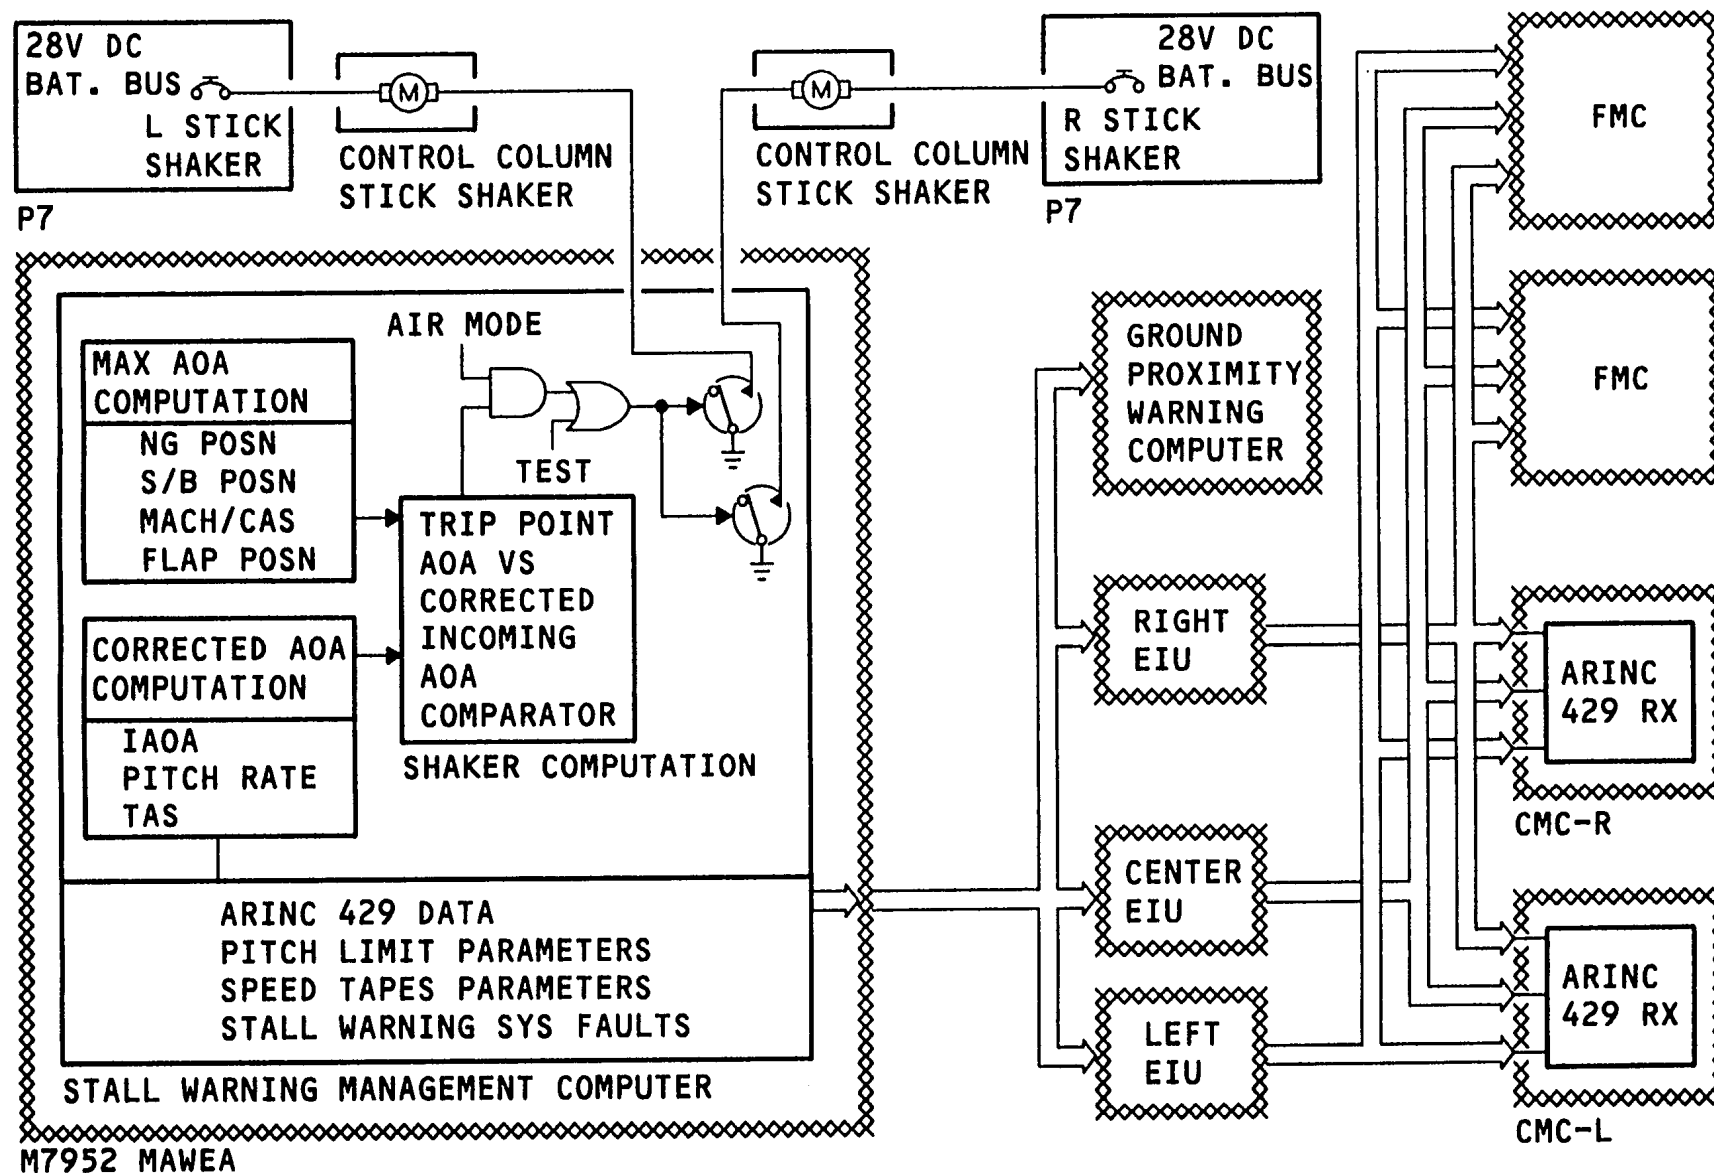 28V DC
BAT. BUS
L STICK
SHAKER
P7
M
CONTROL COLUMN
STICK SHAKER
M
CONTROL COLUMN
STICK SHAKER
28V DC
BAT. BUS
R STICK
SHAKER
P7
AIR MODE
MAX AOA
COMPUTATION
NG POSN
S/B POSN
MACH/CAS
FLAP POSN
TEST
TRIP POINT
AOA VS
CORRECTED
INCOMING
AOA
COMPARATOR
SHAKER COMPUTATION
CORRECTED AOA
COMPUTATION
IAOA
PITCH RATE
TAS
ARINC 429 DATA
PITCH LIMIT PARAMETERS
SPEED TAPES PARAMETERS
STALL WARNING SYS FAULTS
STALL WARNING MANAGEMENT COMPUTER
M7952 MAWEA
GROUND
PROXIMITY
WARNING
COMPUTER
RIGHT
EIU
CENTER
EIU
LEFT
EIU
FMC
FMC
ARINC
429 RX
CMC-R
ARINC
429 RX
CMC-L